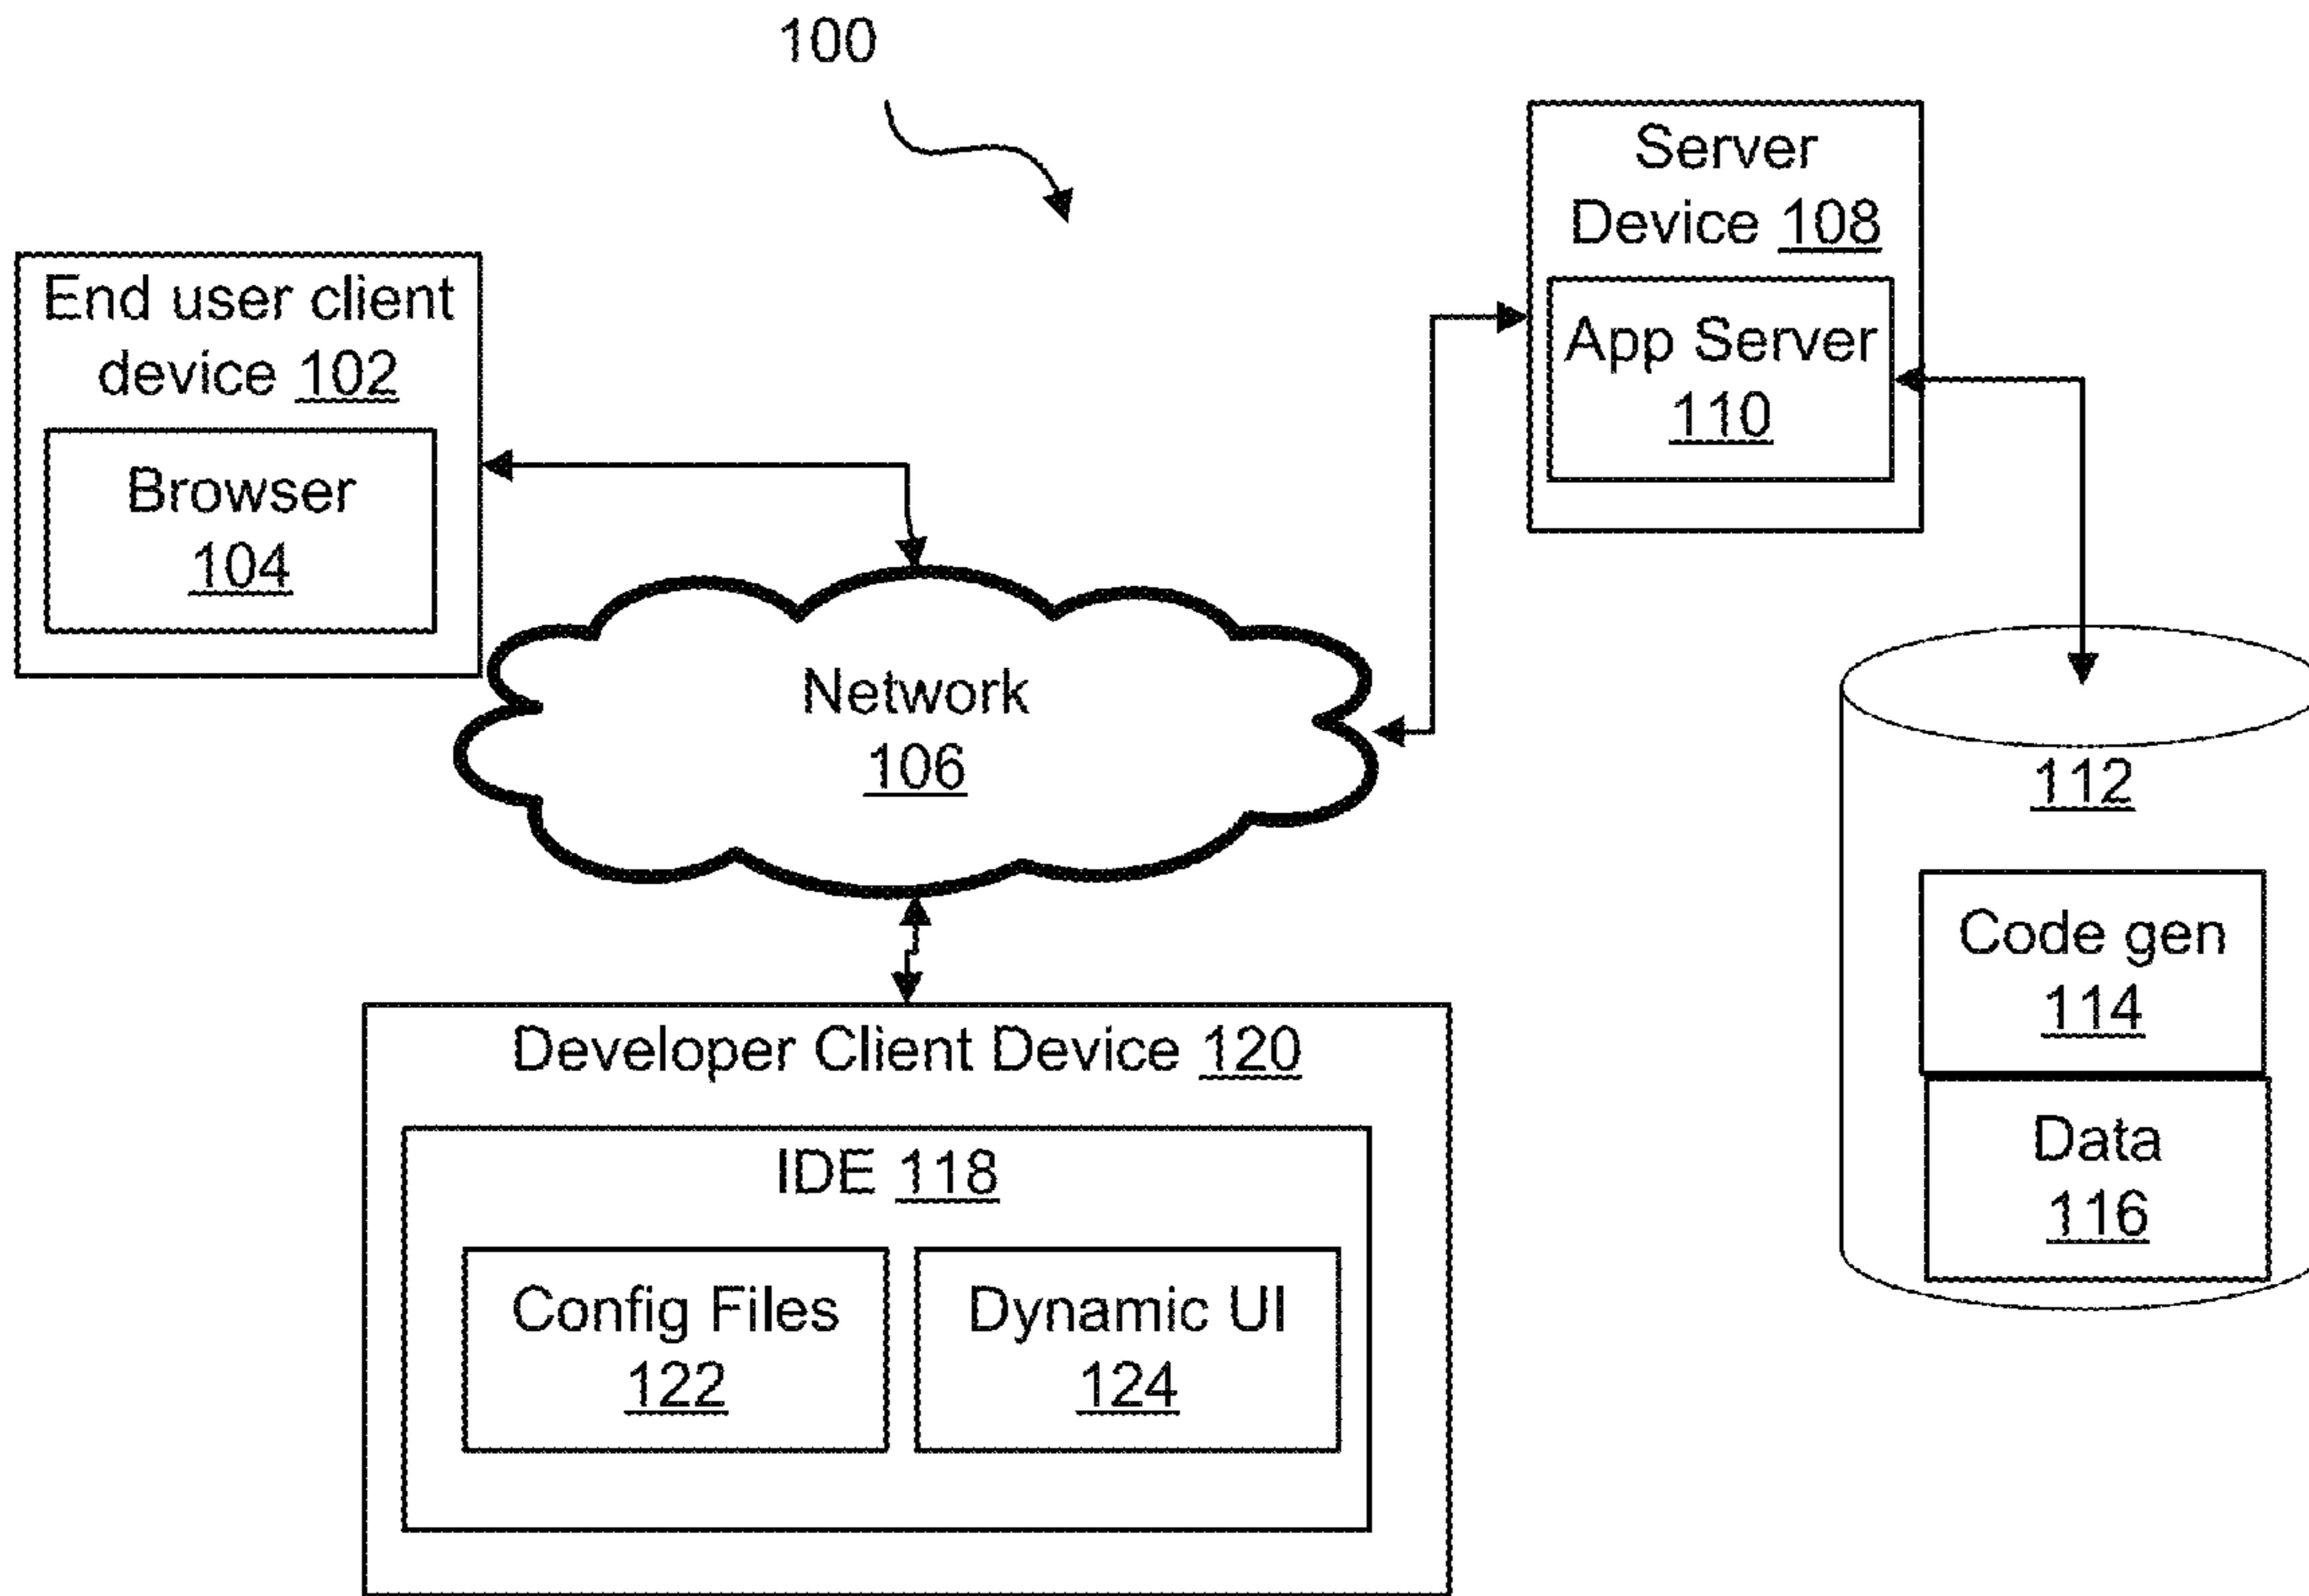 100
Server
Device 108
App Server
110
End user client
device 102
Browser
104
Network
106
112
Code gen
114
Data
116
Developer Client Device 120
IDE 118
Config Files
122
Dynamic UI
124